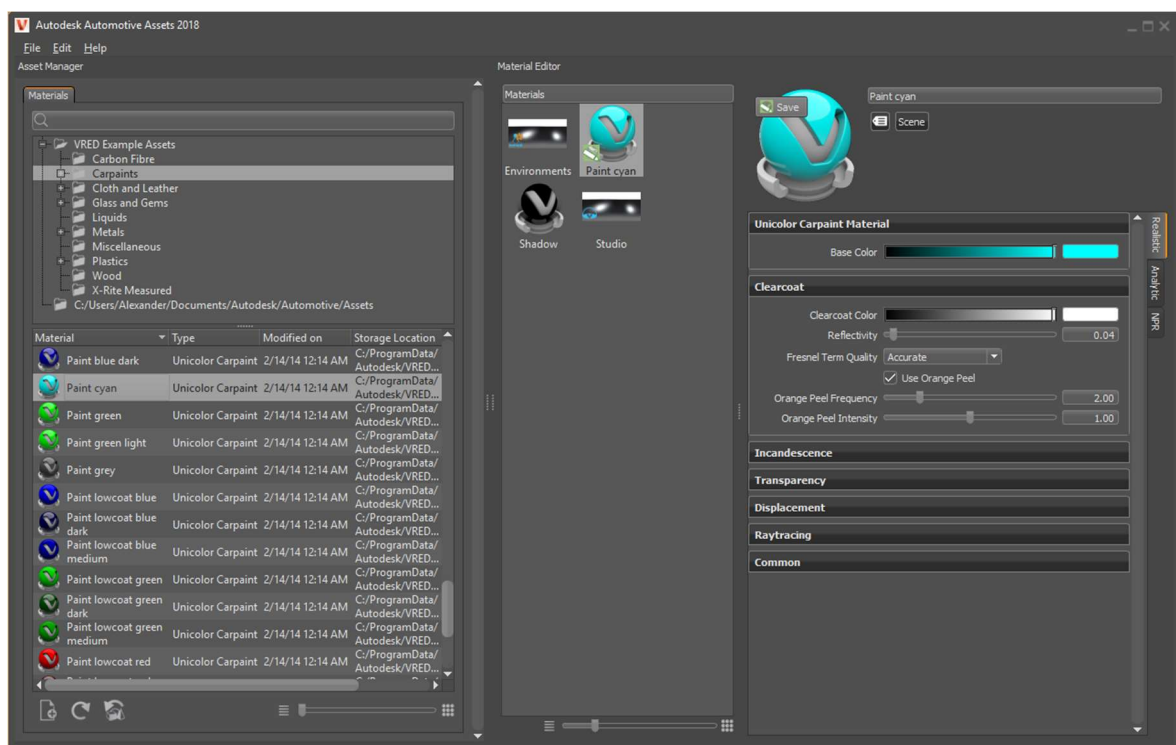 Autodesk Automotive Assets 2018
File Edit Help
Asset Manager
Materials
VRED Example Assets
Carbon Fibre
Carpaints
Cloth and Leather
Glass and Gems
Liquids
Metals
Miscellaneous
Plastics
Wood
X-Rite Measured
C:/Users/Alexander/Documents/Autodesk/Automotive/Assets
Material Type Modified on Storage Location
Paint blue dark Unicolor Carpaint 2/14/14 12:14 AM C:/ProgramData/
Autodesk/VRED...
Paint cyan Unicolor Carpaint 2/14/14 12:14 AM C:/ProgramData/
Autodesk/VRED...
Paint green Unicolor Carpaint 2/14/14 12:14 AM C:/ProgramData/
Autodesk/VRED...
Paint green light Unicolor Carpaint 2/14/14 12:14 AM C:/ProgramData/
Autodesk/VRED...
Paint grey Unicolor Carpaint 2/14/14 12:14 AM C:/ProgramData/
Autodesk/VRED...
Paint lowcoat blue Unicolor Carpaint 2/14/14 12:14 AM C:/ProgramData/
Autodesk/VRED...
Paint lowcoat blue
dark Unicolor Carpaint 2/14/14 12:14 AM C:/ProgramData/
Autodesk/VRED...
Paint lowcoat blue
medium Unicolor Carpaint 2/14/14 12:14 AM C:/ProgramData/
Autodesk/VRED...
Paint lowcoat green Unicolor Carpaint 2/14/14 12:14 AM C:/ProgramData/
Autodesk/VRED...
Paint lowcoat green
dark Unicolor Carpaint 2/14/14 12:14 AM C:/ProgramData/
Autodesk/VRED...
Paint lowcoat green
medium Unicolor Carpaint 2/14/14 12:14 AM C:/ProgramData/
Autodesk/VRED...
Paint lowcoat red Unicolor Carpaint 2/14/14 12:14 AM C:/ProgramData/
Autodesk/VRED...
Material Editor
Materials
Environments
Paint cyan
Shadow
Studio
Save
Paint cyan
Scene
Unicolor Carpaint Material
Base Color
Clearcoat
Clearcoat Color
Reflectivity 0.04
Fresnel Term Quality Accurate
Use Orange Peel
Orange Peel Frequency 2.00
Orange Peel Intensity 1.00
Incandescence
Transparency
Displacement
Raytracing
Common
Realistic
Analytic
NPR